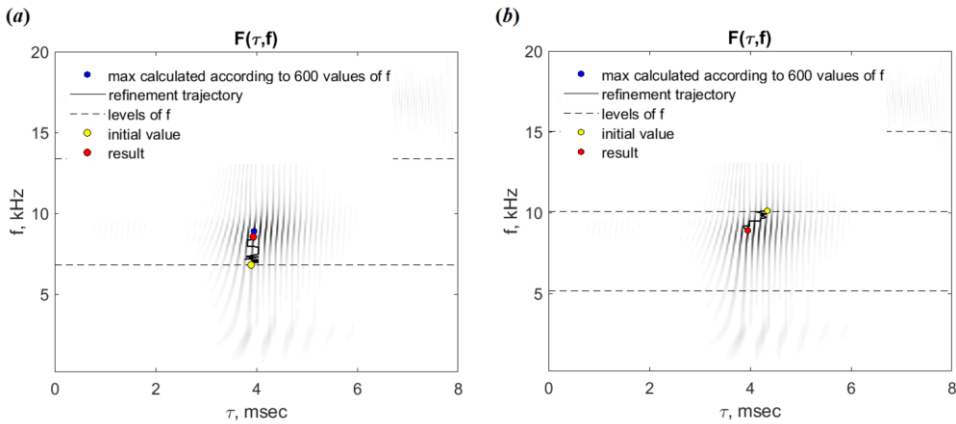 (a)
F(τ,f)
20
15
10
5
f, kHz
max calculated according to 600 values of f
refinement trajectory
levels of f
initial value
result
0 2 4 6 8
τ, msec
(b)
F(τ,f)
20
15
10
5
f, kHz
max calculated according to 600 values of f
refinement trajectory
levels of f
initial value
result
0 2 4 6 8
τ, msec